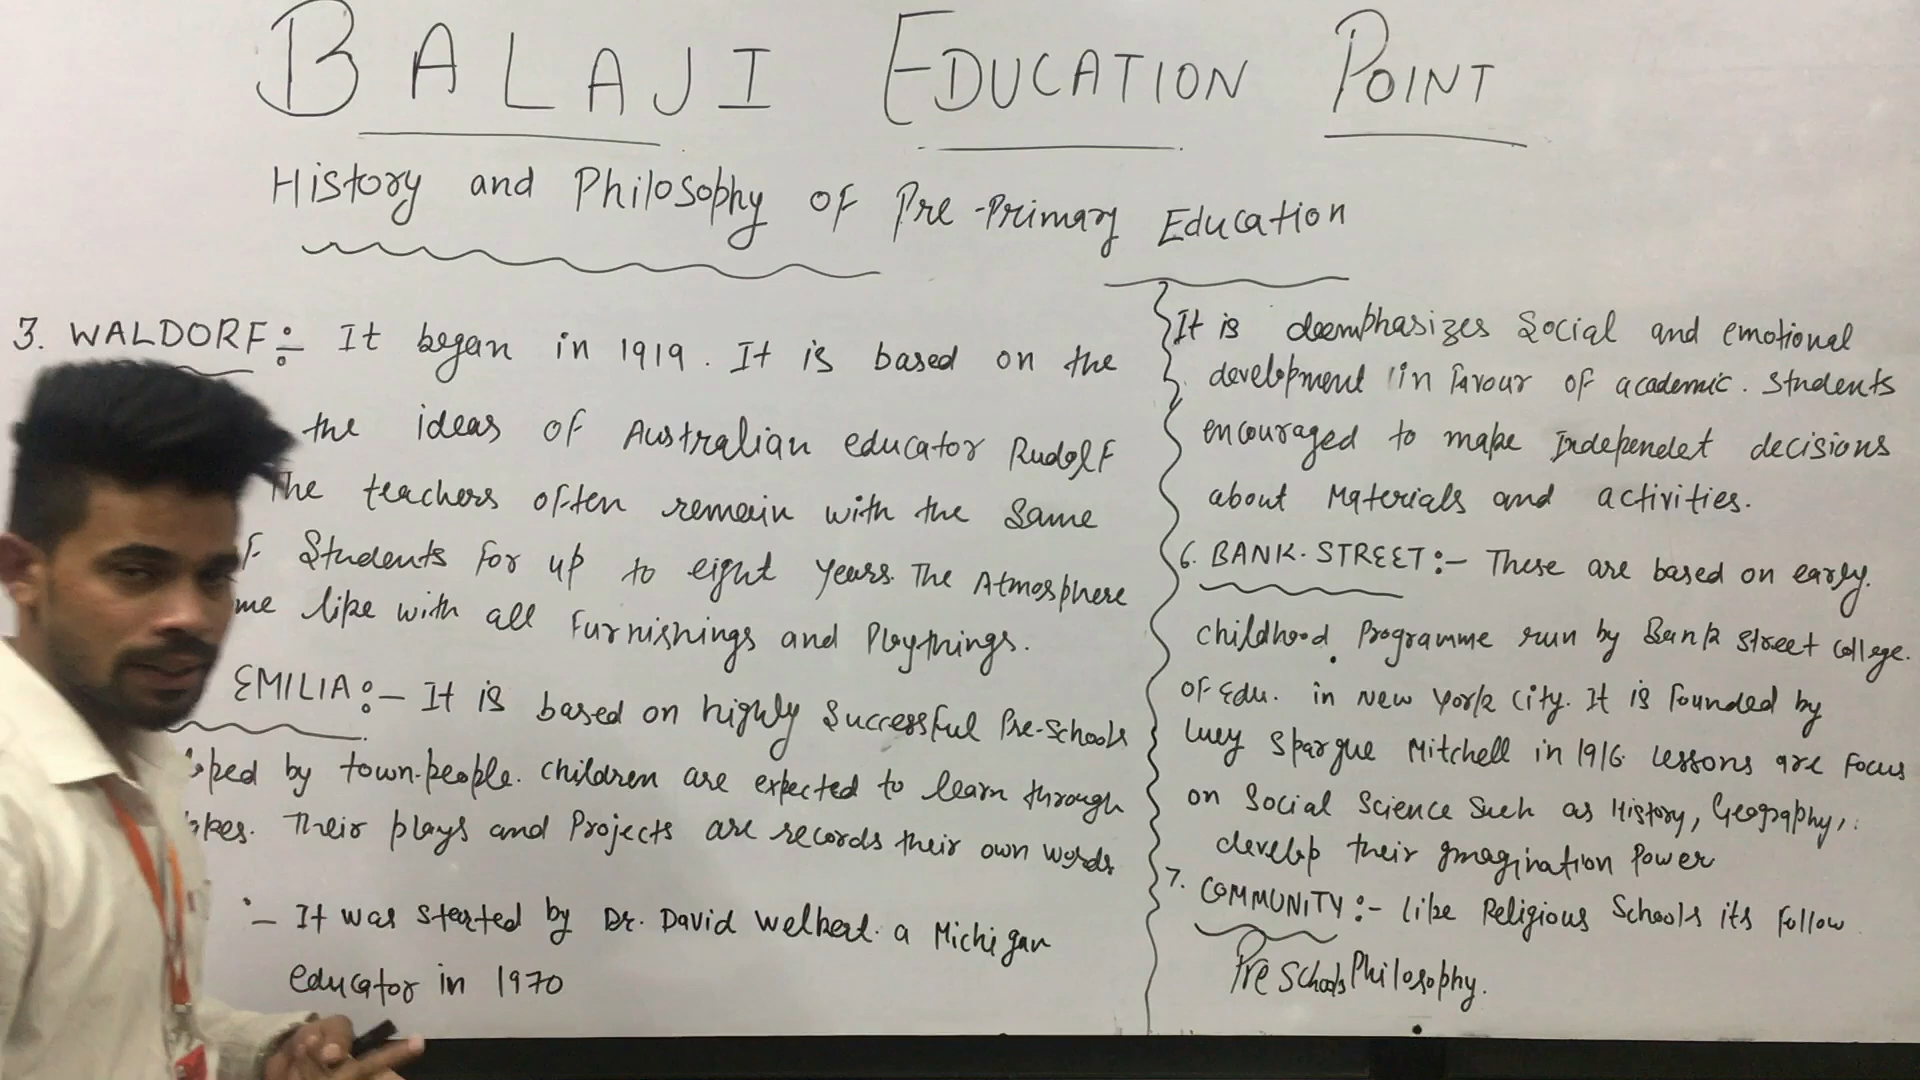 BALAJI EDUCATION POINT
History and Philosophy of Pre-Primary Education
3. WALDORF:- It began in 1919. It is based on the
the ideas of Australian educator Rudolf
The teachers often remain with the same
Students for up to eight years. The Atmosphere
me like with all furnishings and Playthings.
EMILIA:- It is based on highly Successful Pre-Schools
ped by town-people. children are expected to learn through
kes. Their plays and Projects are records their own words
- It was started by Dr. David a Michigan
educator in 1970
It is deemphasizes Social and emotional
development in favour of academic. Students
encouraged to make Independet decisions
about Materials and activities.
6. BANK-STREET:- These are based on early.
childhood Programme run by Bank Street college.
of Edu. in New York City. It is founded by
Lucy Spargue Mitchell in 1916. lessons are Focus
on Social Science Such as History, Geography,
develop their Imagination Power
7. COMMUNITY:- like Religious Schools its follow
Pre Schools Philosophy.